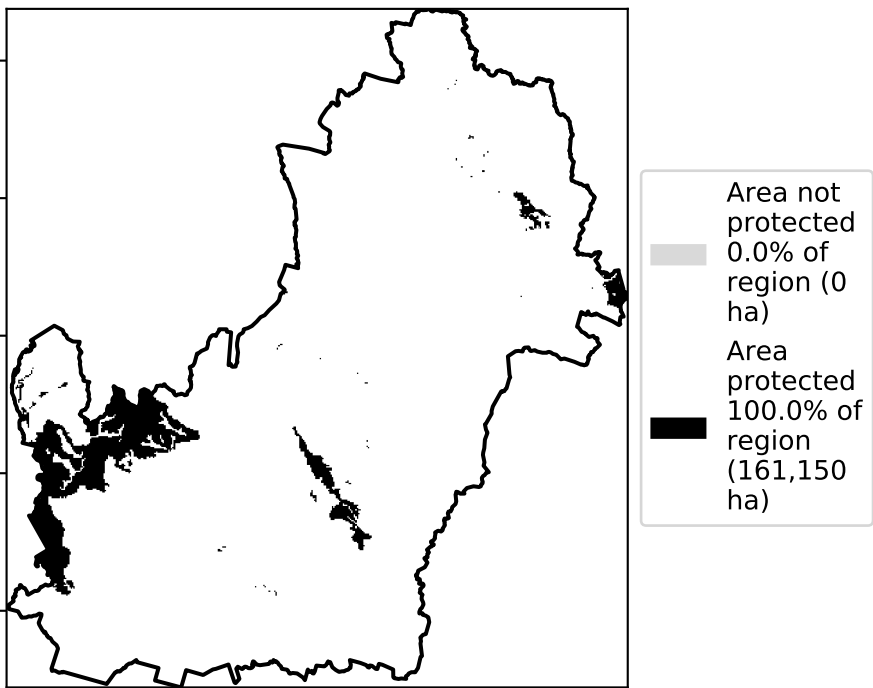 Area not
protected
0.0% of
region (0
ha)
Area
protected
100.0% of
region
(161,150
ha)